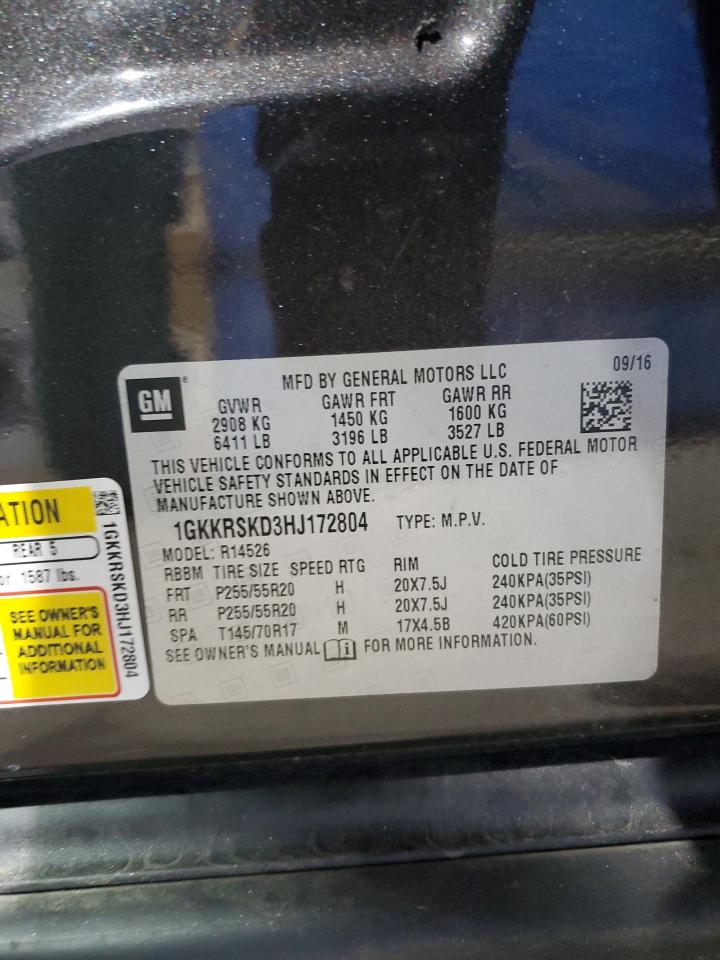 09/16
GM
®
MFD BY GENERAL MOTORS LLC
GVWR GAWR FRT GAWR RR
2908 KG 1450 KG 1600 KG
6411 LB 3196 LB 3527 LB
THIS VEHICLE CONFORMS TO ALL APPLICABLE U.S. FEDERAL MOTOR
VEHICLE SAFETY STANDARDS IN EFFECT ON THE DATE OF
MANUFACTURE SHOWN ABOVE.
1GKKRSKD3HJ172804 TYPE: M.P.V.
MODEL: R14526
RBBM TIRE SIZE SPEED RTG RIM COLD TIRE PRESSURE
FRT P255/55R20 H 20X7.5J 240KPA(35PSI)
RR P255/55R20 H 20X7.5J 240KPA(35PSI)
SPA T145/70R17 M 17X4.5B 420KPA(60PSI)
SEE OWNER'S MANUAL i FOR MORE INFORMATION.
ATION
REAR 5
or 1587 lbs.
SEE OWNER'S
MANUAL FOR
ADDITIONAL
INFORMATION
1GKKRSKD3HJ172804